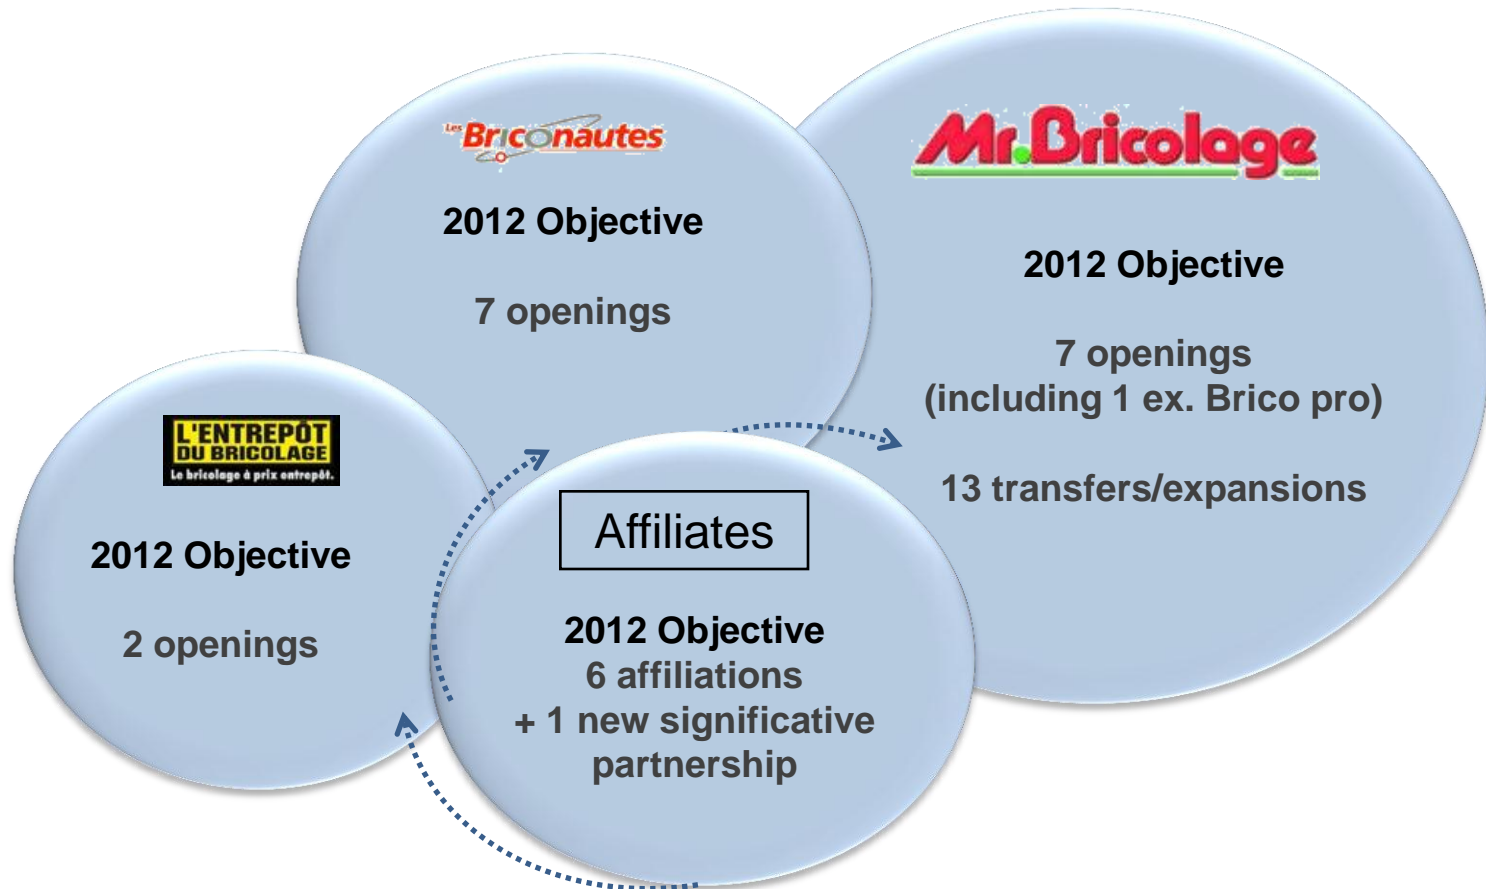 Les Briconautes
2012 Objective
7 openings
Mr.Bricolage
2012 Objective
7 openings
(including 1 ex. Brico pro)
13 transfers/expansions
L'ENTREPÔT
DU BRICOLAGE
Le bricolage à prix entrepôt.
2012 Objective
2 openings
Affiliates
2012 Objective
6 affiliations
+ 1 new significative
partnership